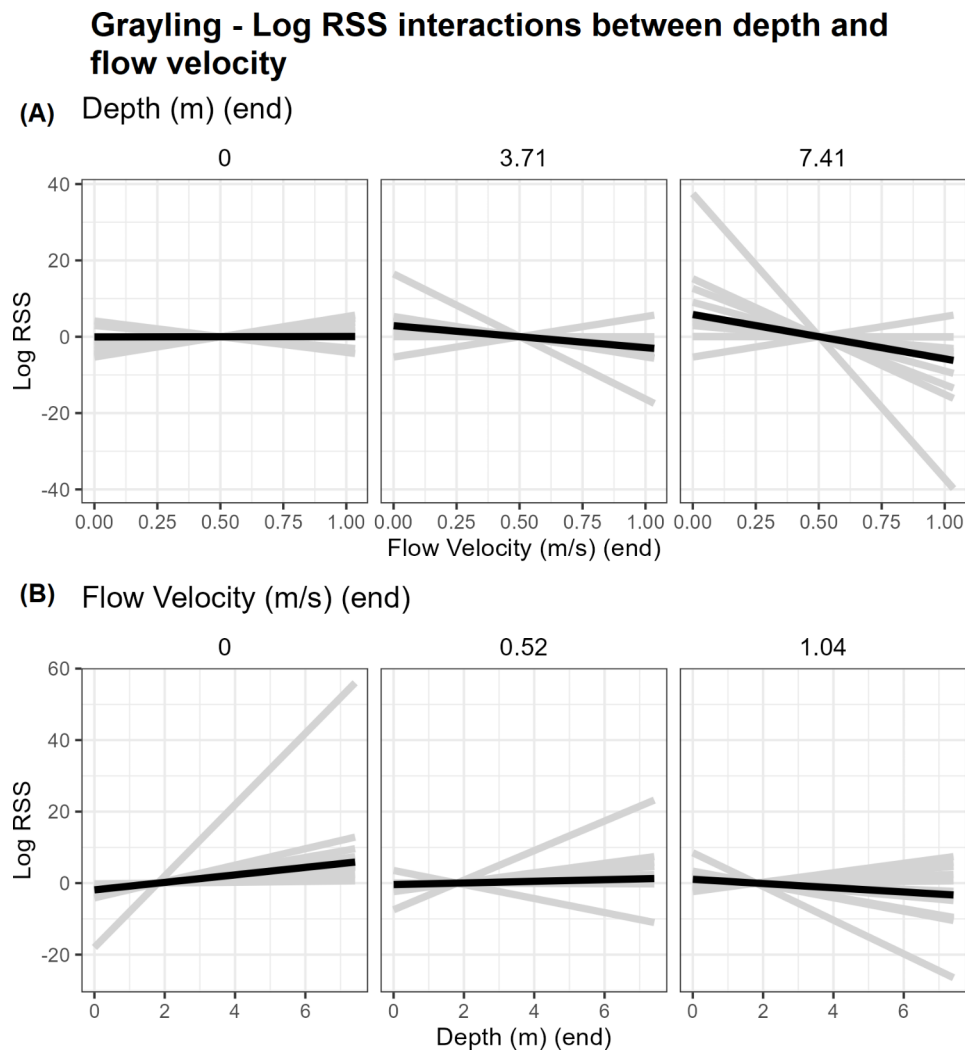 Grayling - Log RSS interactions between depth and
flow velocity
(A) Depth (m) (end)
0 3.71 7.41
40
20
0
-20
-40
Log RSS
0.00 0.25 0.50 0.75 1.00 0.00 0.25 0.50 0.75 1.00 0.00 0.25 0.50 0.75 1.00
Flow Velocity (m/s) (end)
(B) Flow Velocity (m/s) (end)
0 0.52 1.04
60
40
20
0
-20
Log RSS
0 2 4 6 0 2 4 6 0 2 4 6
Depth (m) (end)